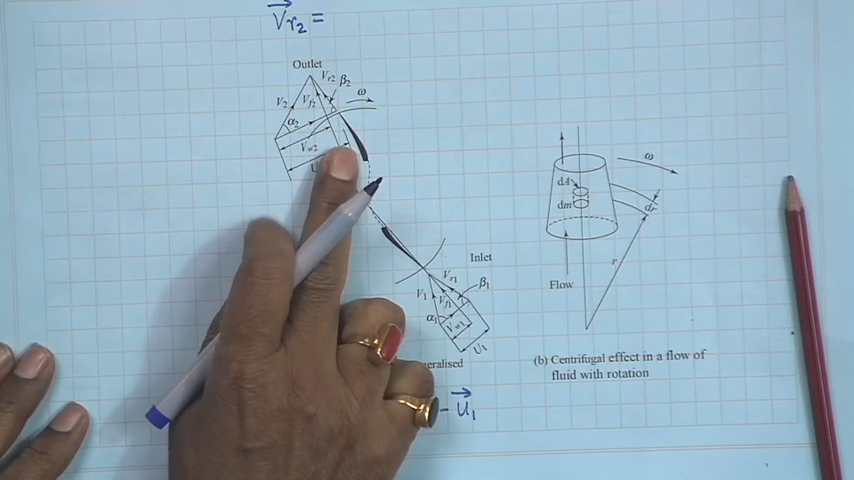 V⃗r₂ =
Outlet
Vr2
β2
ω
V2
Vf2
α2
Vw2
U
ω
dA
dm
dr
r
Flow
Inlet
Vr1
β1
V1
Vf1
α1
Vw1
U1
eralised
(b) Centrifugal effect in a flow of
fluid with rotation
- U⃗₁